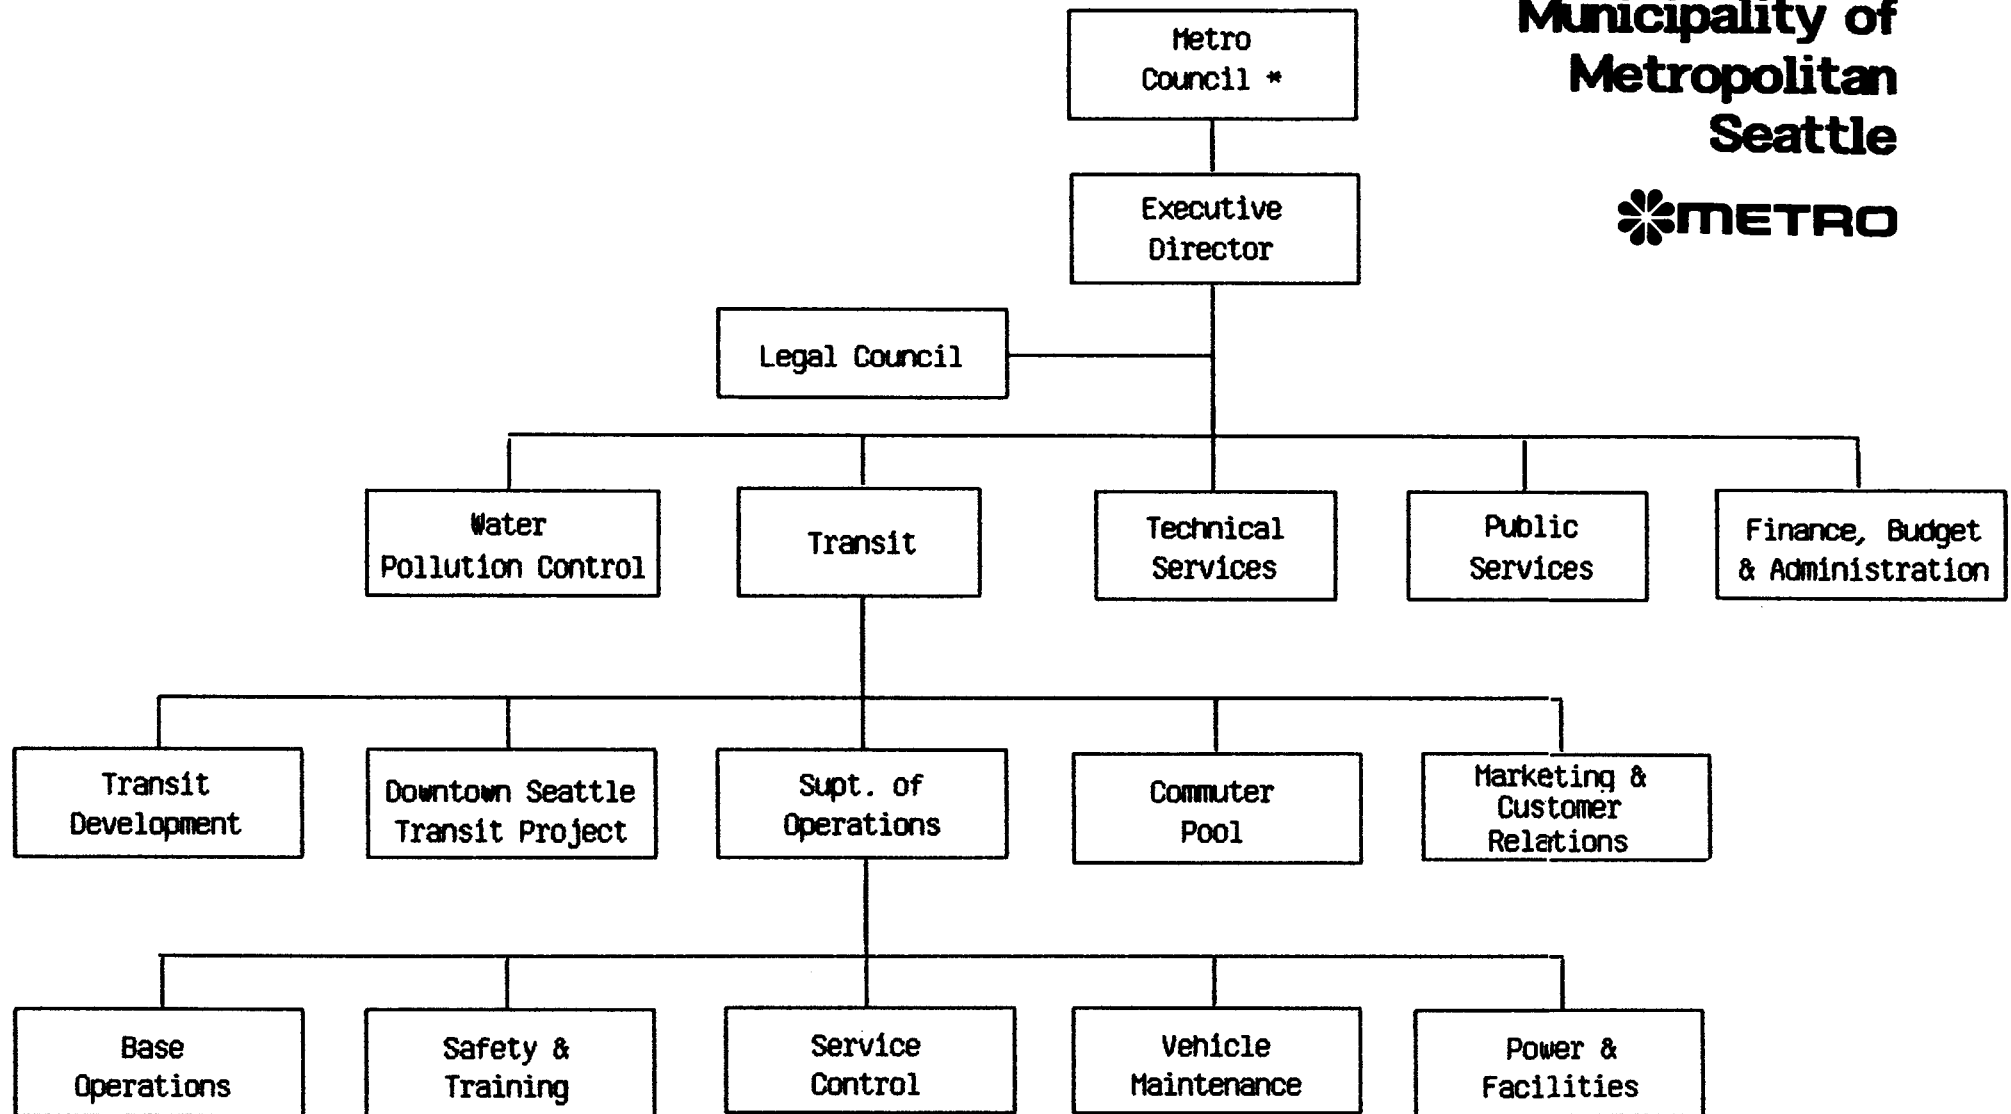 Metro
Council *
Municipality of
Metropolitan
Seattle
METRO
Executive
Director
Legal Council
Water
Pollution Control
Transit
Technical
Services
Public
Services
Finance, Budget
& Administration
Transit
Development
Downtown Seattle
Transit Project
Supt. of
Operations
Commuter
Pool
Marketing &
Customer
Relations
Base
Operations
Safety &
Training
Service
Control
Vehicle
Maintenance
Power &
Facilities